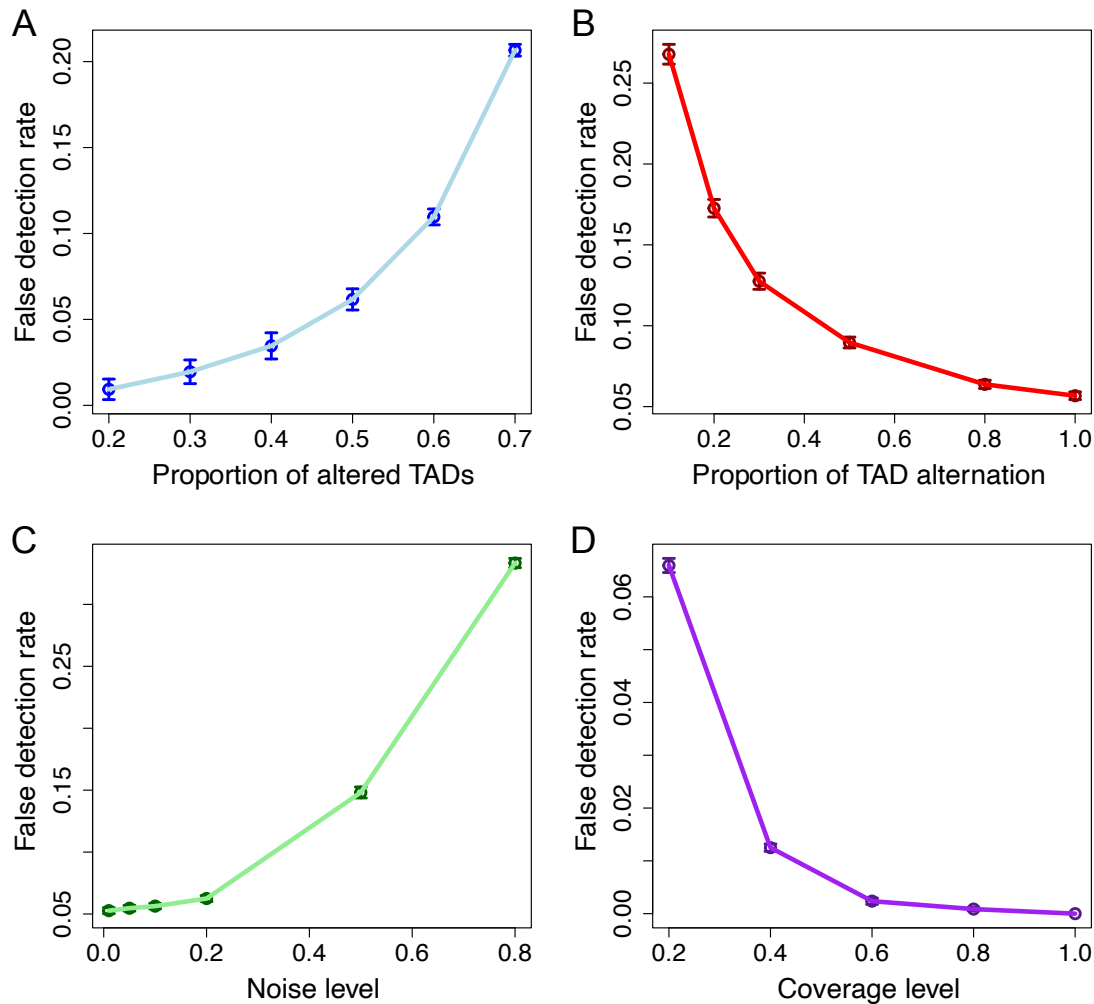 A
False detection rate
0.00 0.05 0.10 0.15 0.20
0.2 0.3 0.4 0.5 0.6 0.7
Proportion of altered TADs
B
False detection rate
0.05 0.10 0.15 0.20 0.25
0.2 0.4 0.6 0.8 1.0
Proportion of TAD alternation
C
False detection rate
0.05 0.15 0.25
0.0 0.2 0.4 0.6 0.8
Noise level
D
False detection rate
0.00 0.02 0.04 0.06
0.2 0.4 0.6 0.8 1.0
Coverage level